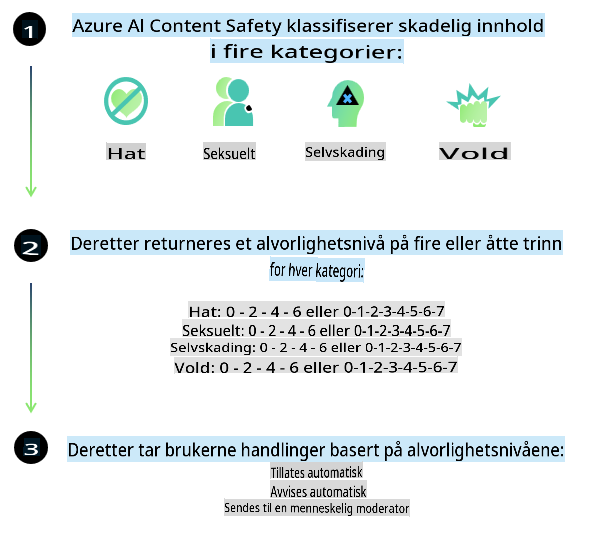 1
Azure AI Content Safety klassifiserer skadelig innhold
i fire kategorier:
Hat
Seksuelt
Selvskading
Vold
2
Deretter returneres et alvorlighetsnivå på fire eller åtte trinn
for hver kategori:
Hat: 0 - 2 - 4 - 6 eller 0-1-2-3-4-5-6-7
Seksuelt: 0 - 2 - 4 - 6 eller 0-1-2-3-4-5-6-7
Selvskading: 0 - 2 - 4 - 6 eller 0-1-2-3-4-5-6-7
Vold: 0 - 2 - 4 - 6 eller 0-1-2-3-4-5-6-7
3
Deretter tar brukerne handlinger basert på alvorlighetsnivåene:
Tillates automatisk
Avvises automatisk
Sendes til en menneskelig moderator